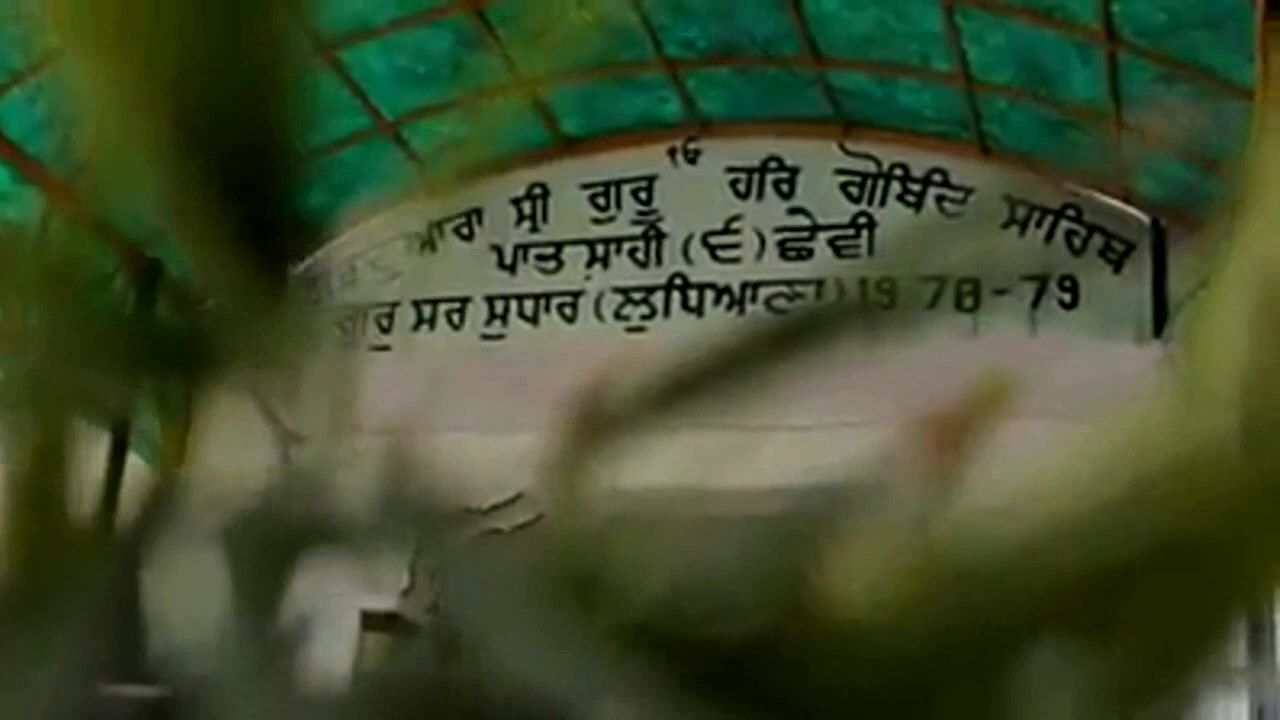 ੴ
ਸ੍ਰੀ ਗੁਰੂ ਹਰਿ ਗੋਬਿੰਦ ਸਾਹਿਬ
ਪਾਤਸ਼ਾਹੀ (੬) ਛੇਵੀਂ
ਗੁਰੂ ਸਰ ਸੁਧਾਰ (ਲੁਧਿਆਣਾ) 1978-79